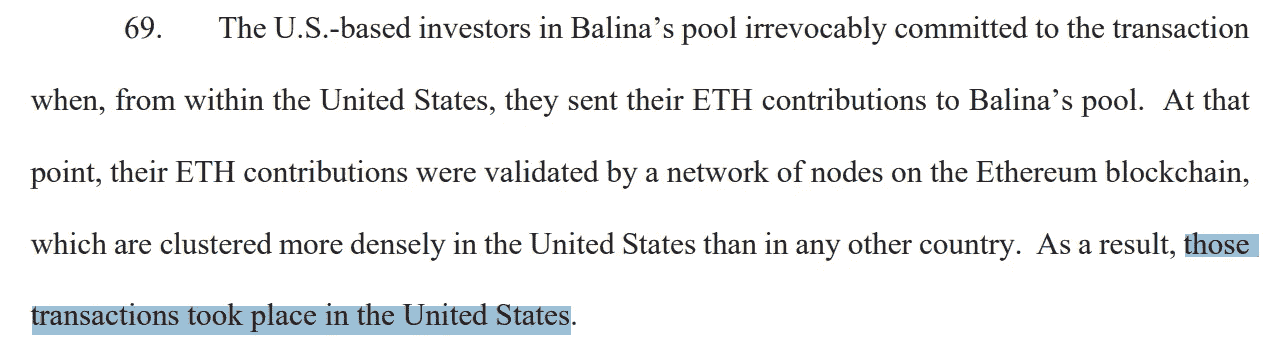 69. The U.S.-based investors in Balina’s pool irrevocably committed to the transaction
when, from within the United States, they sent their ETH contributions to Balina’s pool. At that
point, their ETH contributions were validated by a network of nodes on the Ethereum blockchain,
which are clustered more densely in the United States than in any other country. As a result, those
transactions took place in the United States.